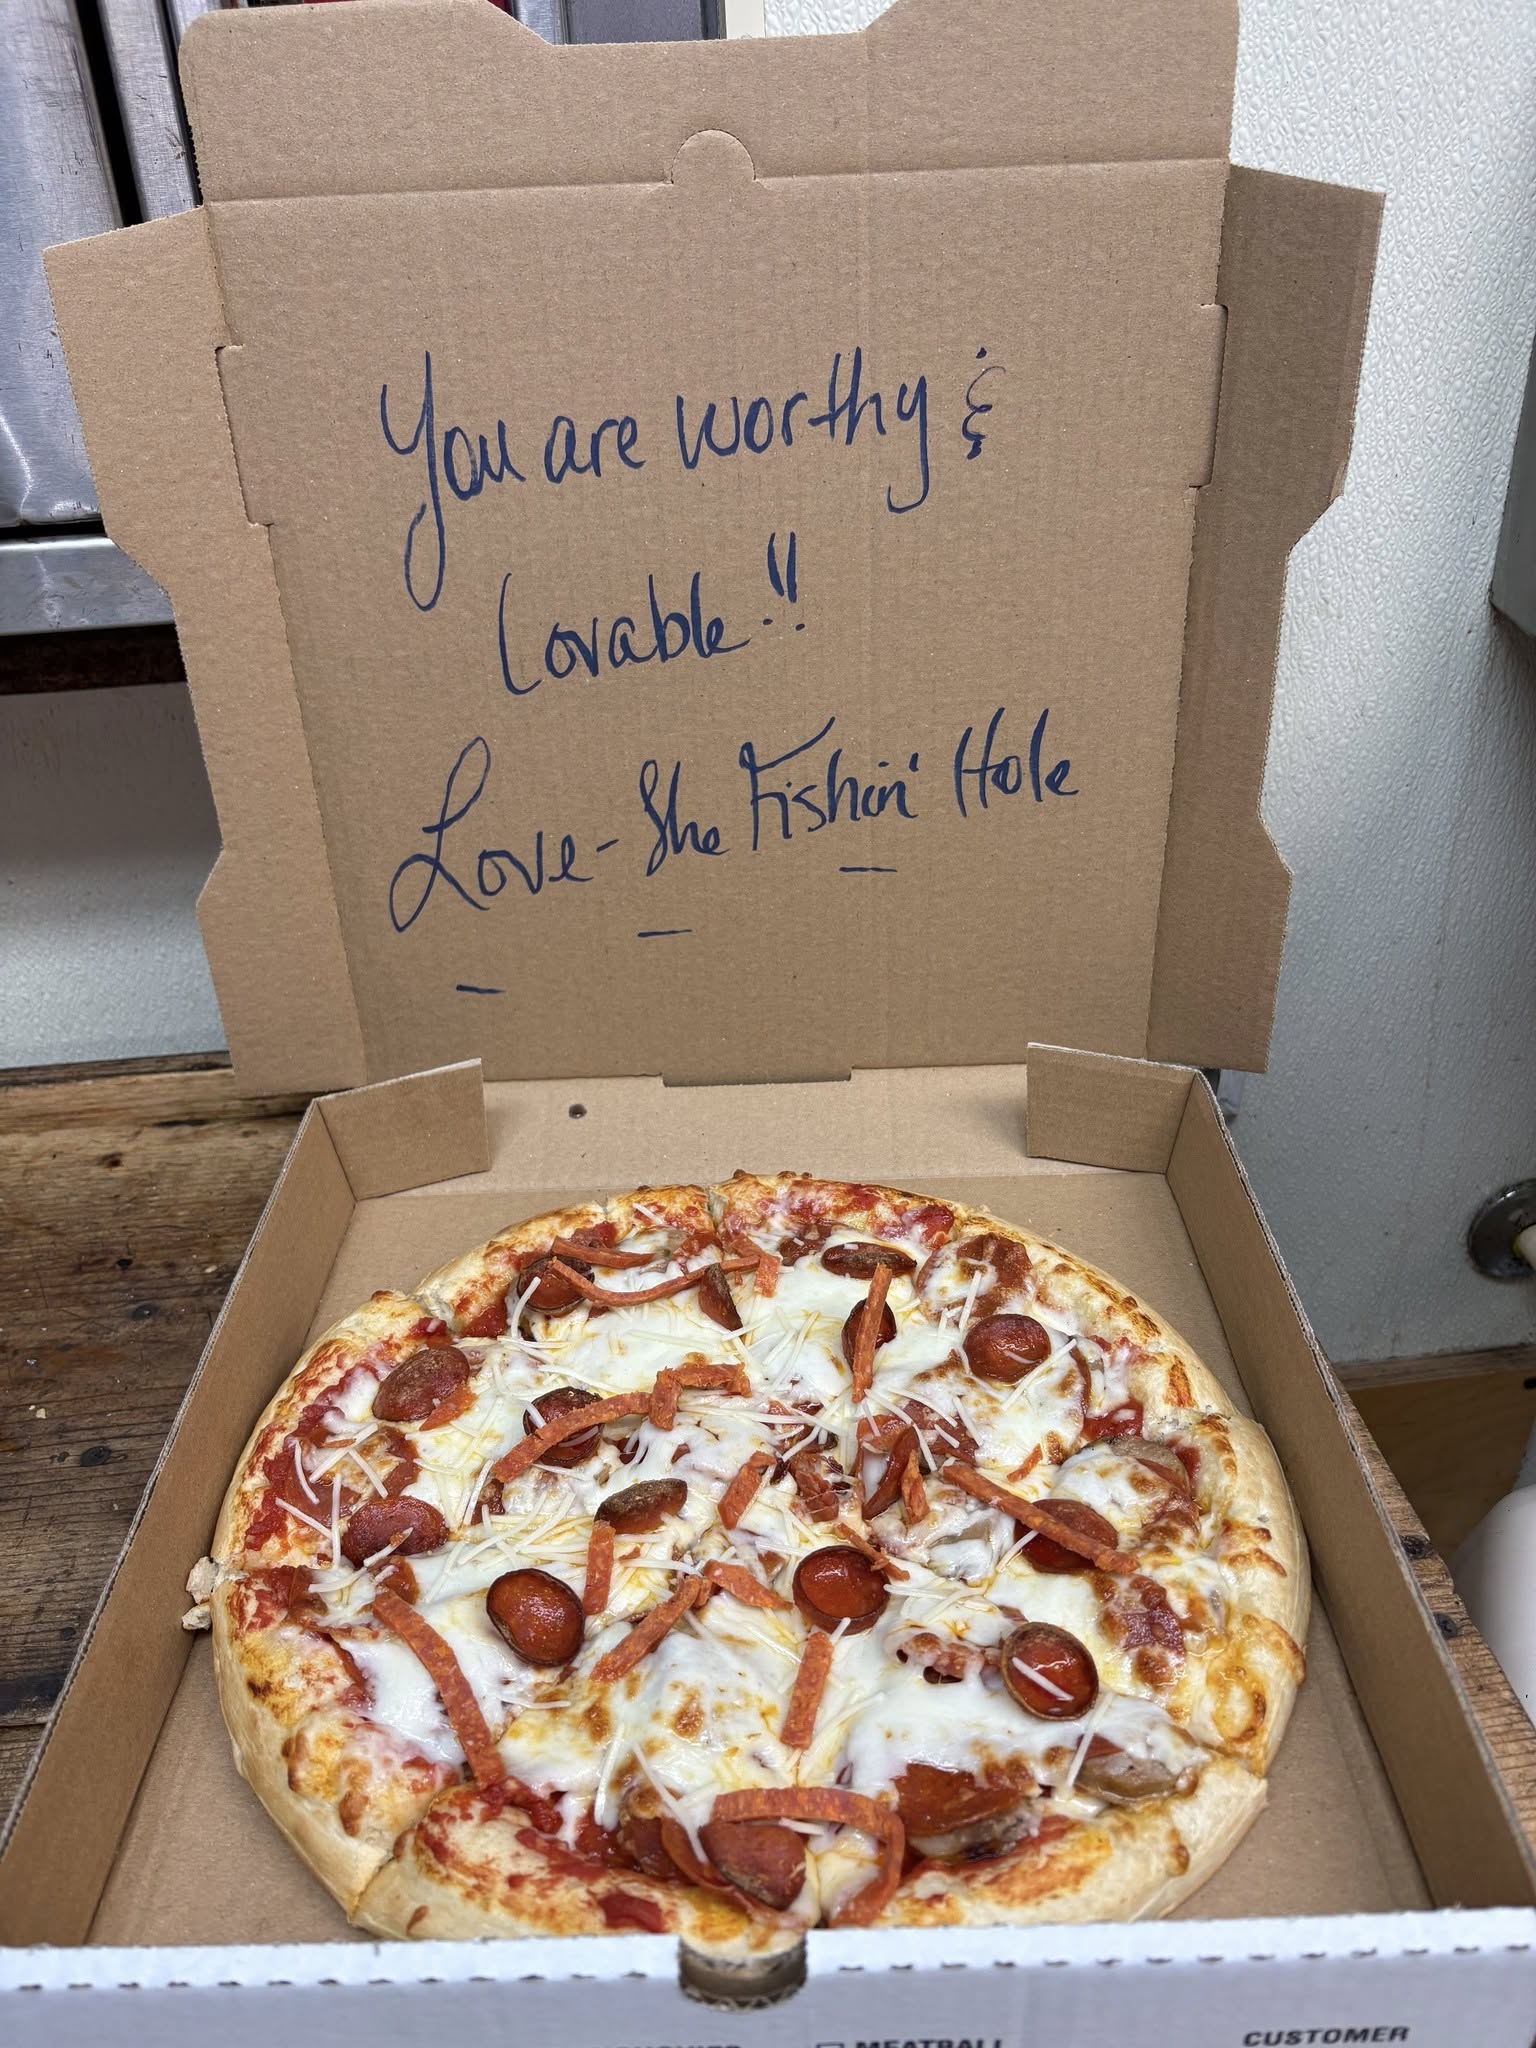 You are worthy &
lovable!!
Love - The Fishin' Hole
MEATBALL
CUSTOMER